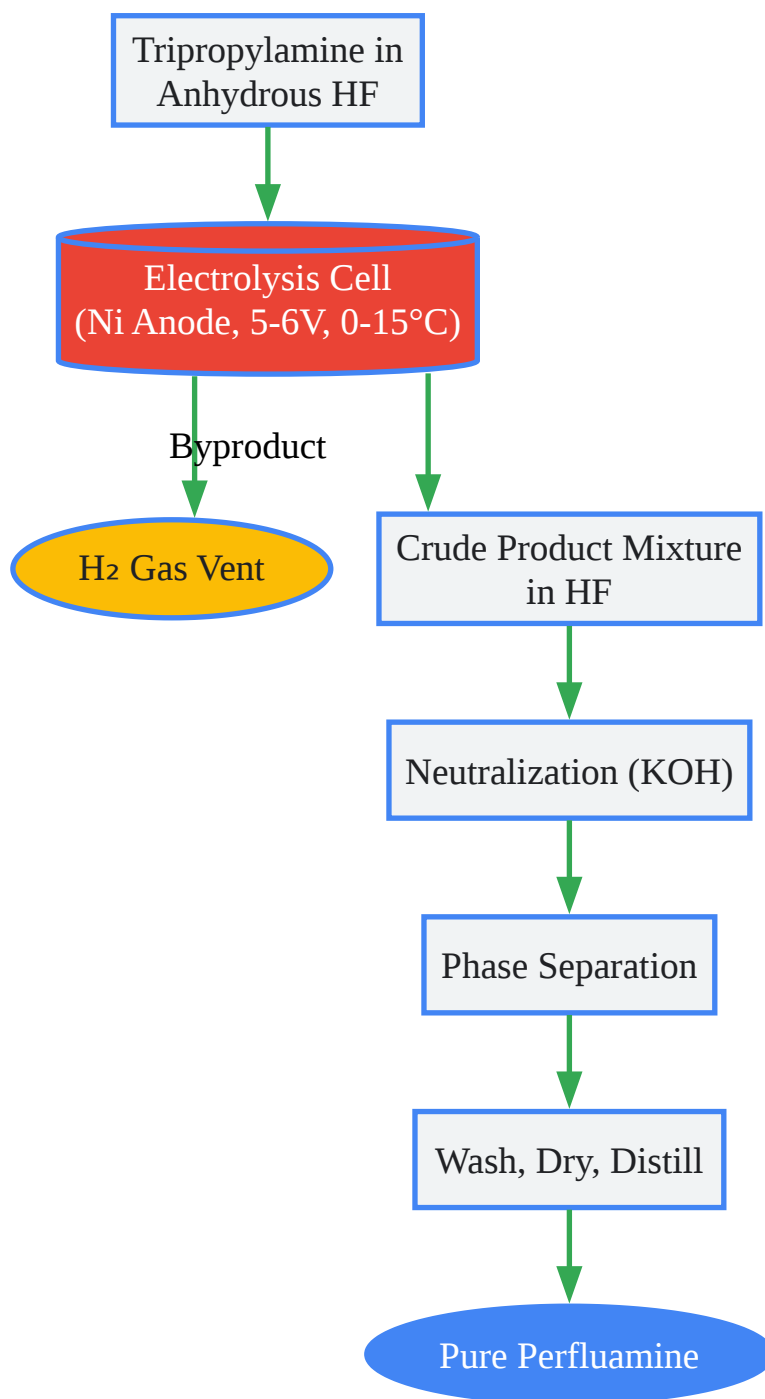 Tripropylamine in
Anhydrous HF
Electrolysis Cell
(Ni Anode, 5-6V, 0-15°C)
Byproduct
H₂ Gas Vent
Crude Product Mixture
in HF
Neutralization (KOH)
Phase Separation
Wash, Dry, Distill
Pure Perfluamine